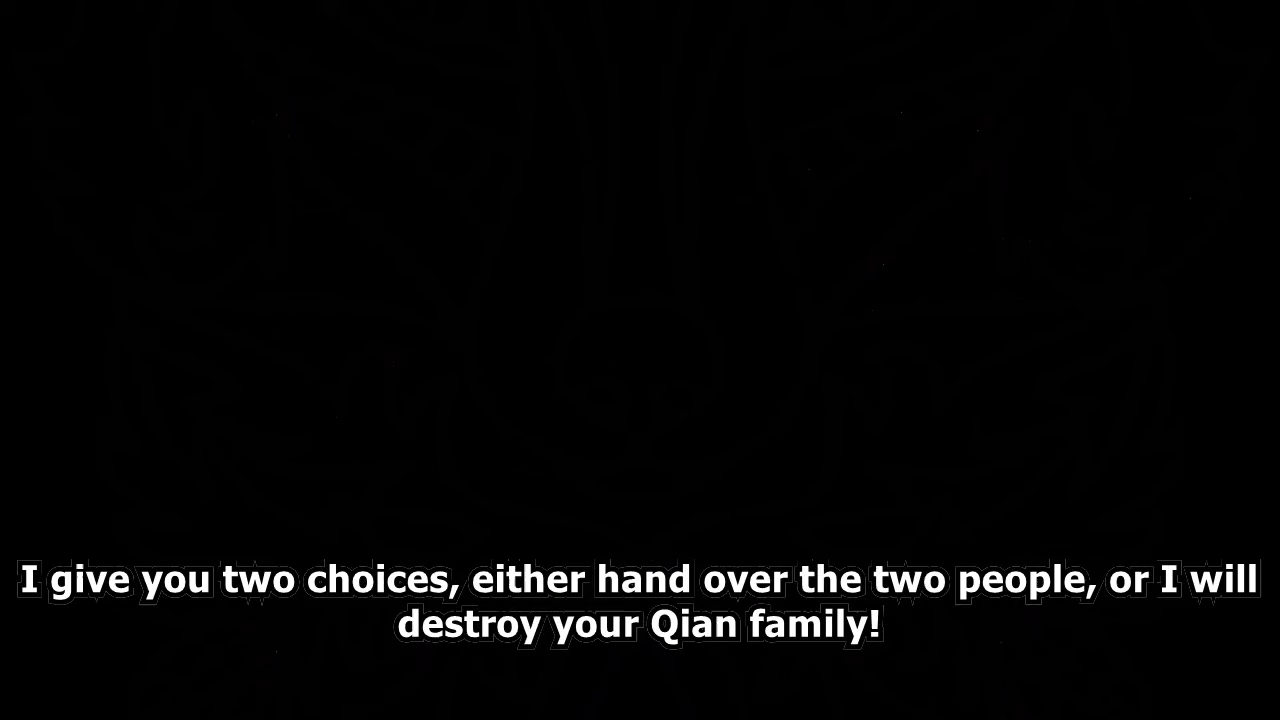 I give you two choices, either hand over the two people, or I will
destroy your Qian family!